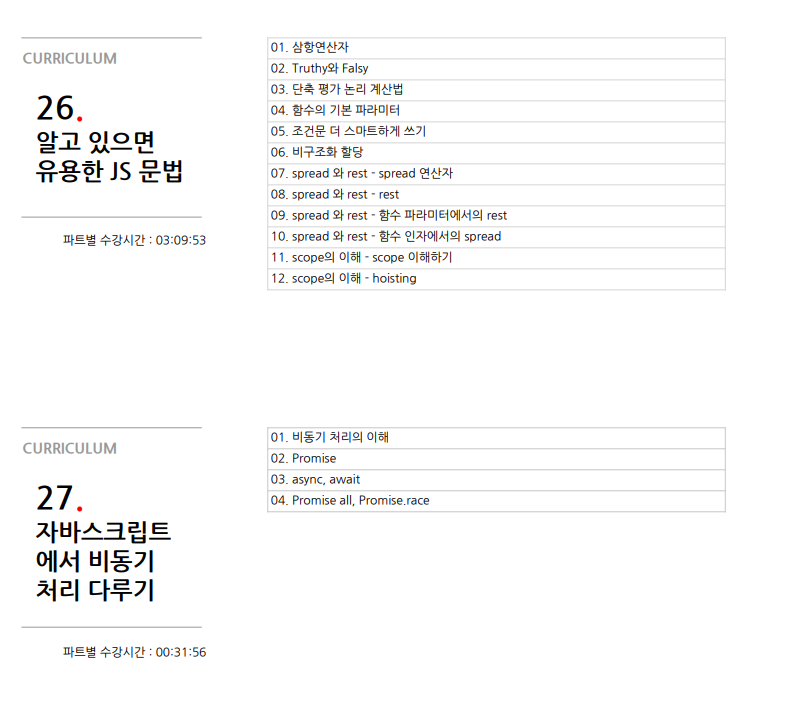 CURRICULUM
26.
알고 있으면
유용한 JS 문법
파트별 수강시간 : 03:09:53
01. 삼항연산자
02. Truthy와 Falsy
03. 단축 평가 논리 계산법
04. 함수의 기본 파라미터
05. 조건문 더 스마트하게 쓰기
06. 비구조화 할당
07. spread 와 rest - spread 연산자
08. spread 와 rest - rest
09. spread 와 rest - 함수 파라미터에서의 rest
10. spread 와 rest - 함수 인자에서의 spread
11. scope의 이해 - scope 이해하기
12. scope의 이해 - hoisting
CURRICULUM
27.
자바스크립트
에서 비동기
처리 다루기
파트별 수강시간 : 00:31:56
01. 비동기 처리의 이해
02. Promise
03. async, await
04. Promise all, Promise.race